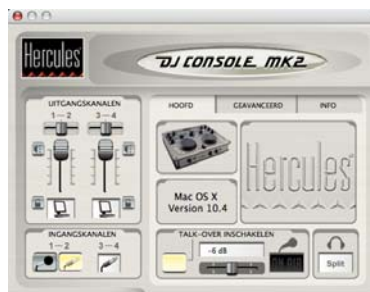 Hercules
DJ CONSOLE MK2
UITGANGSKANALEN
1—2 3—4
HOOFD GEAVANCEERD INFO
Mac OS X
Version 10.4
Hercules
INGANGSKANALEN
1—2 3—4
TALK-OVER INSCHAKELEN
-6 dB
Split